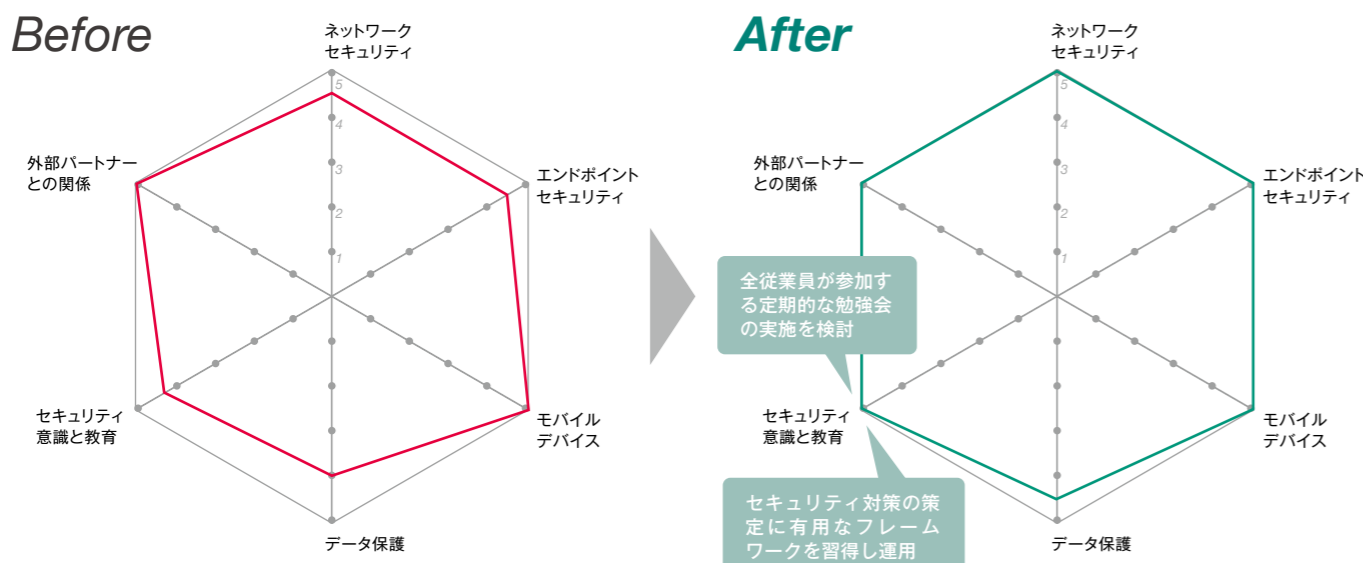 Before
ネットワーク
セキュリティ
5
4
3
2
1
エンドポイント
セキュリティ
モバイル
デバイス
データ保護
セキュリティ
意識と教育
外部パートナー
との関係
After
ネットワーク
セキュリティ
5
4
3
2
1
エンドポイント
セキュリティ
モバイル
デバイス
データ保護
セキュリティ
意識と教育
外部パートナー
との関係
全従業員が参加す
る定期的な勉強会
の実施を検討
セキュリティ対策の策
定に有用なフレーム
ワークを習得し運用